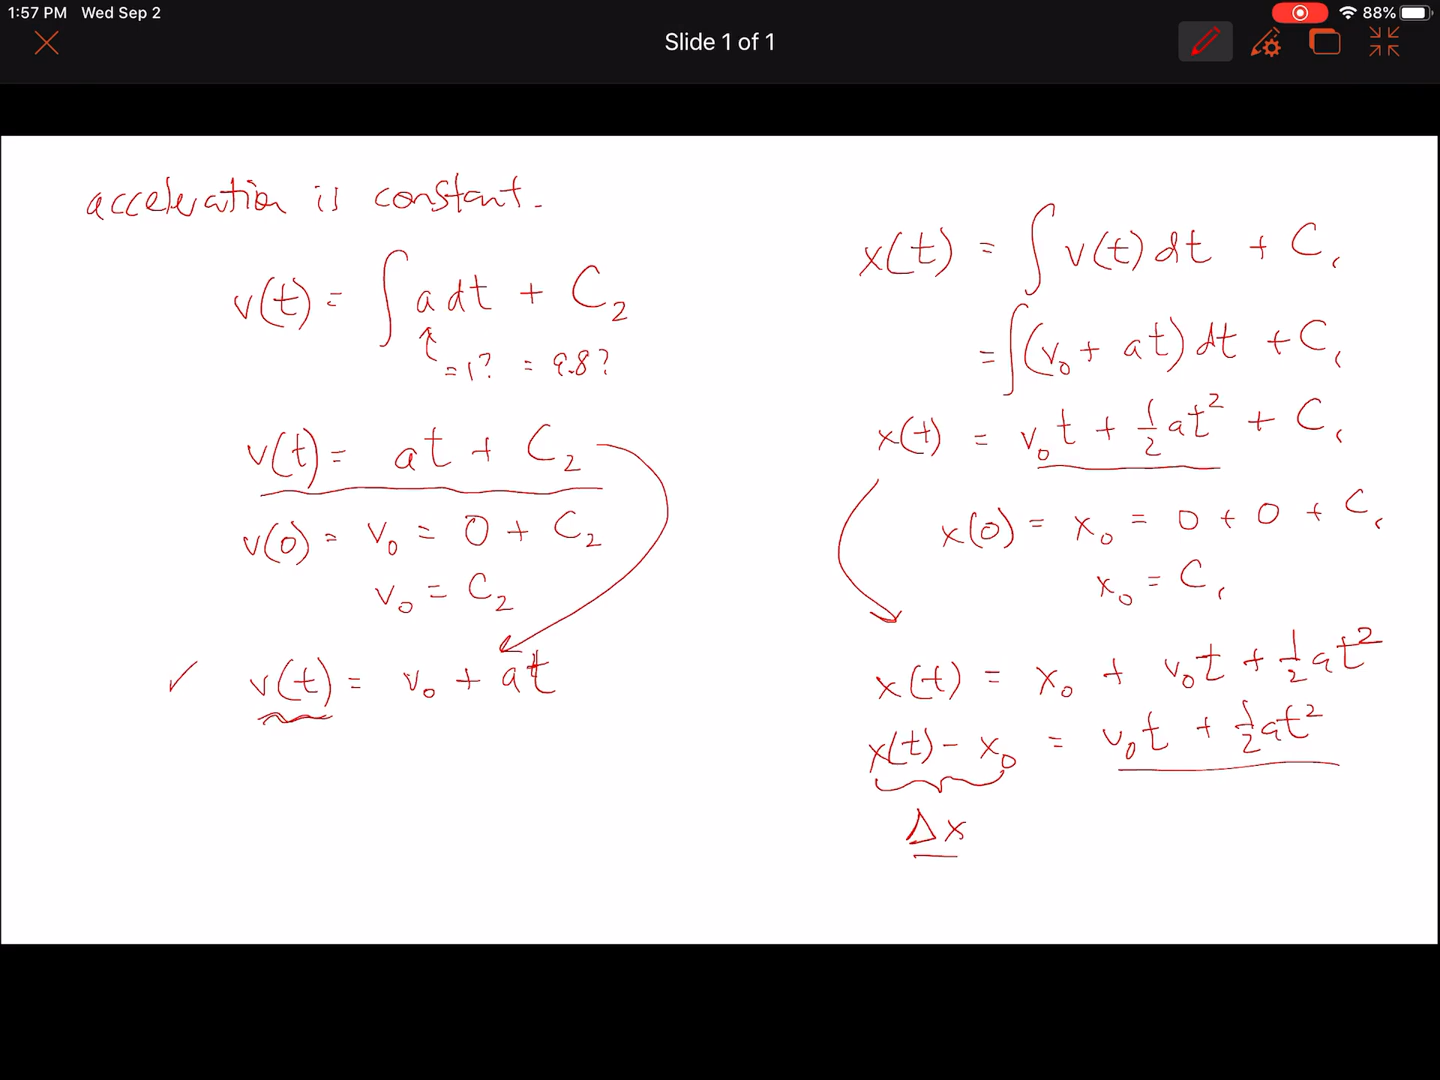 1:57 PM Wed Sep 2
88%
Slide 1 of 1
acceleration is constant.
v(t) = ∫ a dt + C₂
= 1? = 9.8?
v(t) = at + C₂
v(0) = v₀ = 0 + C₂
v₀ = C₂
✓ v(t) = v₀ + at
x(t) = ∫ v(t) dt + C₁
= ∫(v₀ + at) dt + C₁
x(t) = v₀t + ½at² + C₁
x(0) = x₀ = 0 + 0 + C₁
x₀ = C₁
x(t) = x₀ + v₀t + ½at²
x(t) - x₀ = v₀t + ½at²
Δx